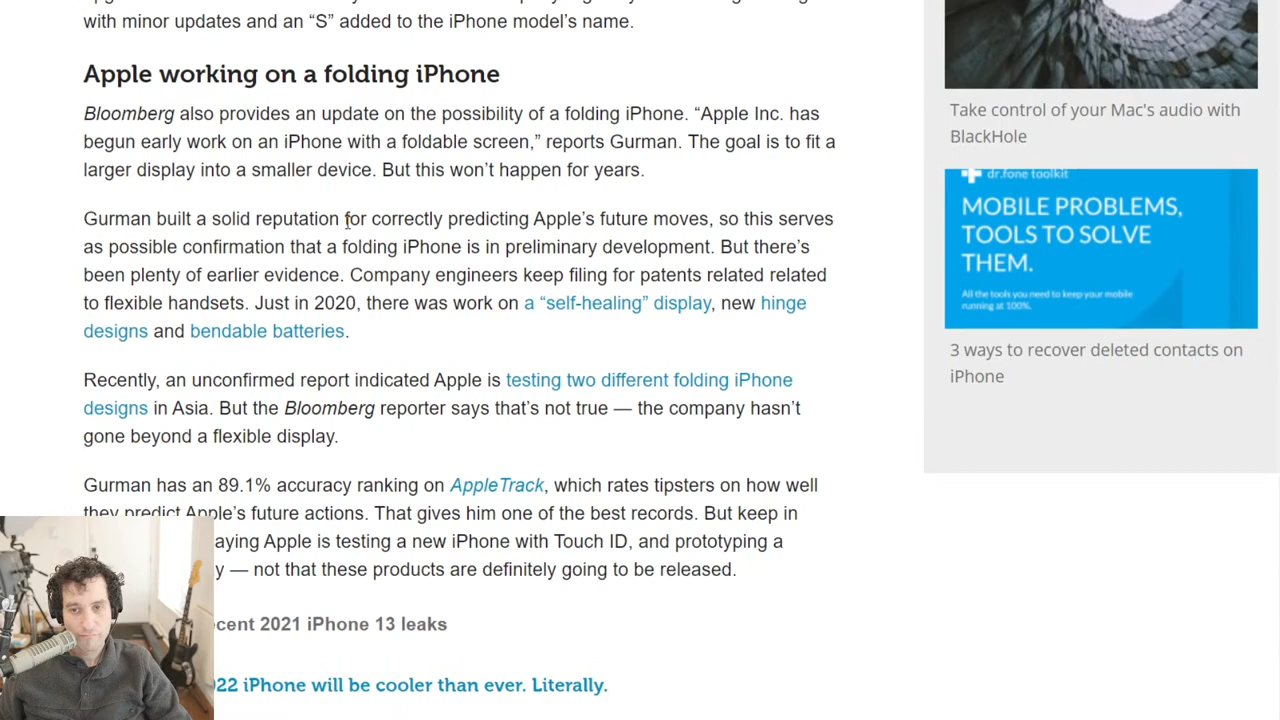 with minor updates and an “S” added to the iPhone model’s name.
Apple working on a folding iPhone
Bloomberg also provides an update on the possibility of a folding iPhone. “Apple Inc. has
begun early work on an iPhone with a foldable screen,” reports Gurman. The goal is to fit a
larger display into a smaller device. But this won’t happen for years.
Gurman built a solid reputation for correctly predicting Apple’s future moves, so this serves
as possible confirmation that a folding iPhone is in preliminary development. But there’s
been plenty of earlier evidence. Company engineers keep filing for patents related related
to flexible handsets. Just in 2020, there was work on a “self-healing” display, new hinge
designs and bendable batteries.
Recently, an unconfirmed report indicated Apple is testing two different folding iPhone
designs in Asia. But the Bloomberg reporter says that’s not true — the company hasn’t
gone beyond a flexible display.
Gurman has an 89.1% accuracy ranking on AppleTrack, which rates tipsters on how well
they predict Apple’s future actions. That gives him one of the best records. But keep in
aying Apple is testing a new iPhone with Touch ID, and prototyping a
y — not that these products are definitely going to be released.
cent 2021 iPhone 13 leaks
22 iPhone will be cooler than ever. Literally.
Take control of your Mac's audio with
BlackHole
dr.fone toolkit
MOBILE PROBLEMS,
TOOLS TO SOLVE
THEM.
All the tools you need to keep your mobile
running at 100%.
3 ways to recover deleted contacts on
iPhone